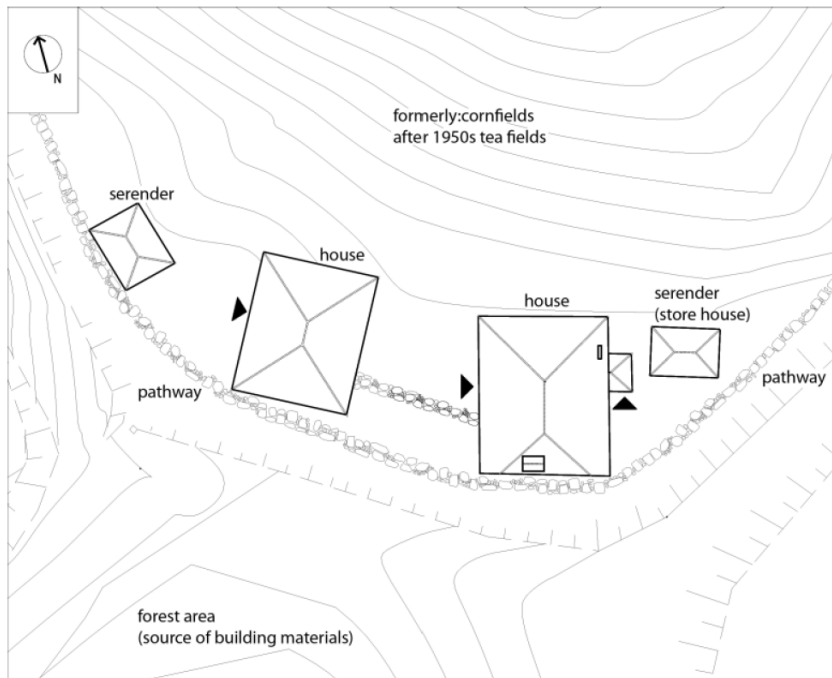 N
formerly:cornfields
after 1950s tea fields
serender
house
house
serender
(store house)
pathway
pathway
forest area
(source of building materials)